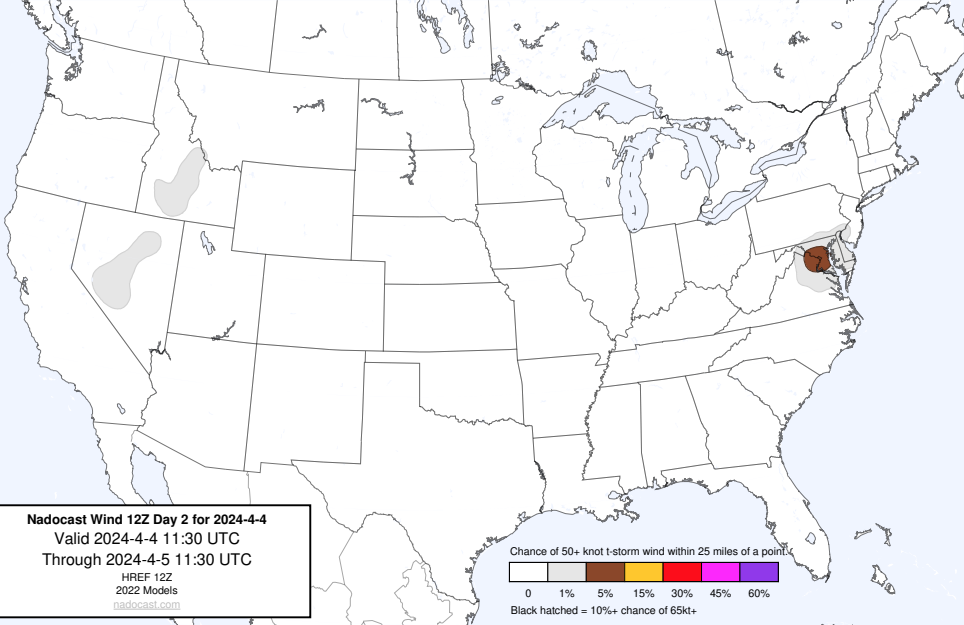 Nadocast Wind 12Z Day 2 for 2024-4-4
Valid 2024-4-4 11:30 UTC
Through 2024-4-5 11:30 UTC
HREF 12Z
2022 Models
nadocast.com
Chance of 50+ knot t-storm wind within 25 miles of a point.
0 1% 5% 15% 30% 45% 60%
Black hatched = 10%+ chance of 65kt+